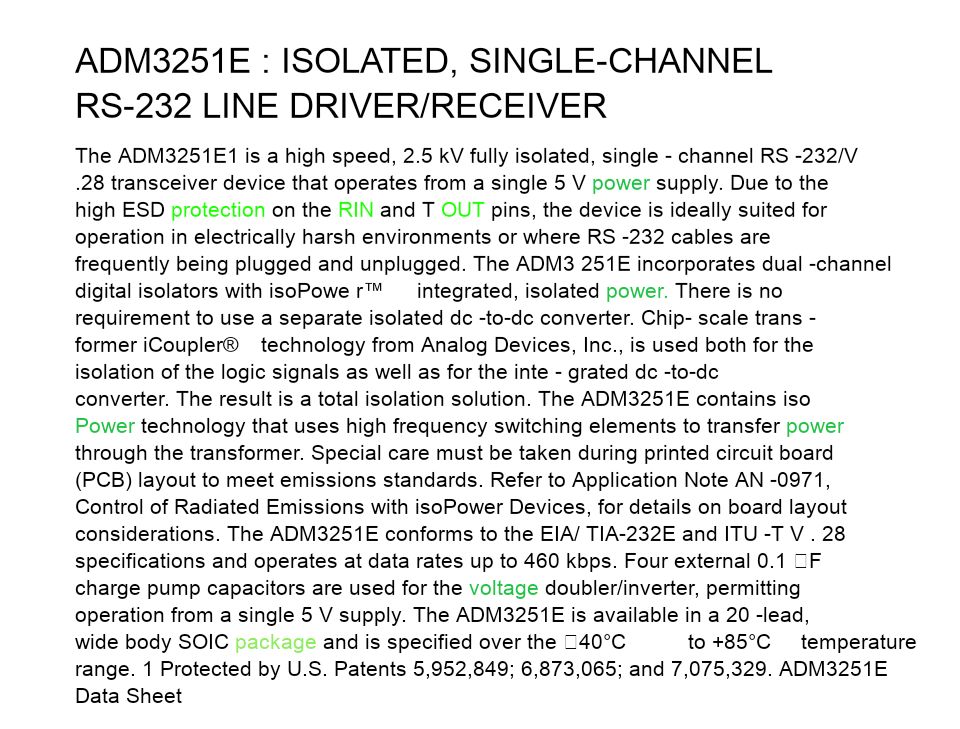 ADM3251E : ISOLATED, SINGLE-CHANNEL
RS-232 LINE DRIVER/RECEIVER
The ADM3251E1 is a high speed, 2.5 kV fully isolated, single - channel RS -232/V
.28 transceiver device that operates from a single 5 V power supply. Due to the
high ESD protection on the RIN and T OUT pins, the device is ideally suited for
operation in electrically harsh environments or where RS -232 cables are
frequently being plugged and unplugged. The ADM3 251E incorporates dual -channel
digital isolators with isoPowe r™ integrated, isolated power. There is no
requirement to use a separate isolated dc -to-dc converter. Chip- scale trans -
former iCoupler® technology from Analog Devices, Inc., is used both for the
isolation of the logic signals as well as for the inte - grated dc -to-dc
converter. The result is a total isolation solution. The ADM3251E contains iso
Power technology that uses high frequency switching elements to transfer power
through the transformer. Special care must be taken during printed circuit board
(PCB) layout to meet emissions standards. Refer to Application Note AN -0971,
Control of Radiated Emissions with isoPower Devices, for details on board layout
considerations. The ADM3251E conforms to the EIA/ TIA-232E and ITU -T V . 28
specifications and operates at data rates up to 460 kbps. Four external 0.1 □F
charge pump capacitors are used for the voltage doubler/inverter, permitting
operation from a single 5 V supply. The ADM3251E is available in a 20 -lead,
wide body SOIC package and is specified over the □40°C to +85°C temperature
range. 1 Protected by U.S. Patents 5,952,849; 6,873,065; and 7,075,329. ADM3251E
Data Sheet